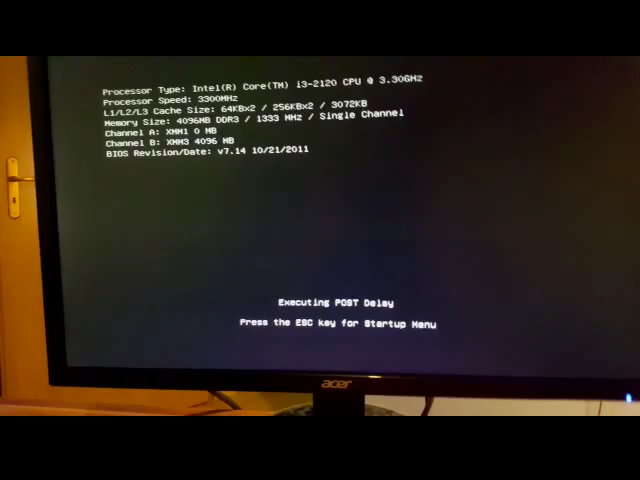 Processor Type: Intel(R) Core(TM) i3-2120 CPU @ 3.30GHz
Processor Speed: 3300MHz
L1/L2/L3 Cache Size: 64KBx2 / 256KBx2 / 3072KB
Memory Size: 4096MB DDR3 / 1333 MHz / Single Channel
Channel A: XMM1 0 MB
Channel B: XMM3 4096 MB
BIOS Revision/Date: v7.14 10/21/2011
Executing POST Delay
Press the ESC key for Startup Menu
acer